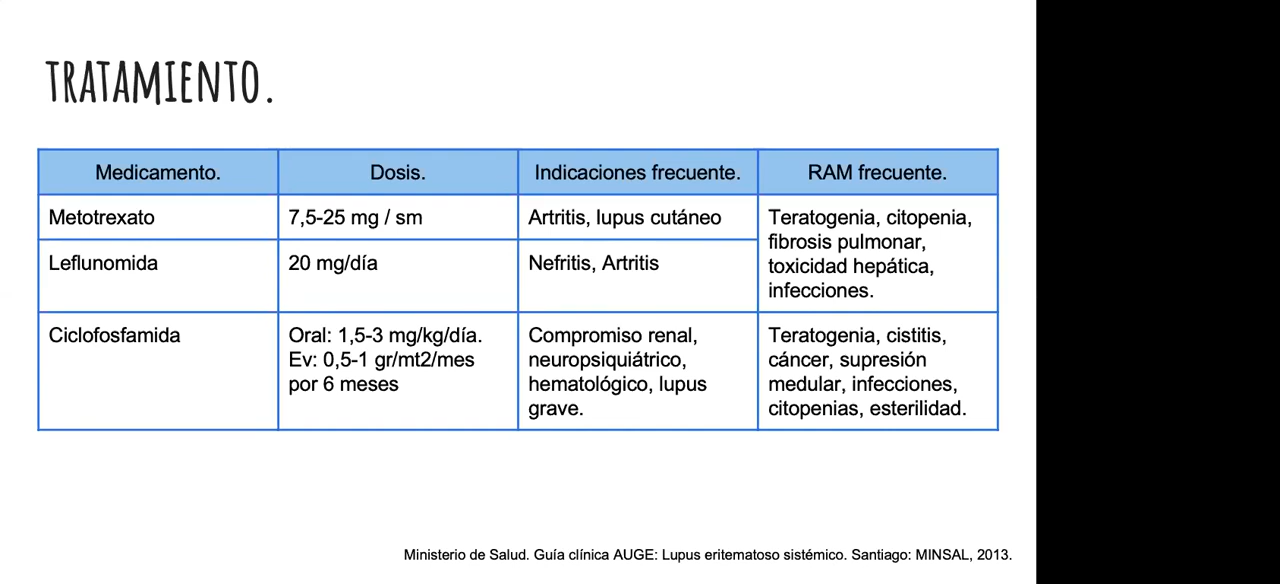 TRATAMIENTO.
Medicamento. Dosis. Indicaciones frecuente. RAM frecuente.
Metotrexato 7,5-25 mg / sm Artritis, lupus cutáneo Teratogenia, citopenia,
fibrosis pulmonar,
toxicidad hepática,
infecciones.
Leflunomida 20 mg/día Nefritis, Artritis
Ciclofosfamida Oral: 1,5-3 mg/kg/día. Compromiso renal, Teratogenia, cistitis,
Ev: 0,5-1 gr/mt2/mes neuropsiquiátrico, cáncer, supresión
por 6 meses hematológico, lupus medular, infecciones,
grave. citopenias, esterilidad.
Ministerio de Salud. Guía clínica AUGE: Lupus eritematoso sistémico. Santiago: MINSAL, 2013.